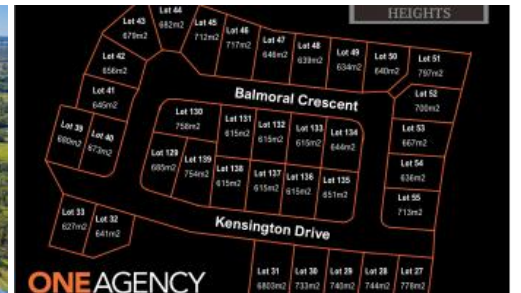 HEIGHTS
Lot 43
679m2
Lot 44
682m2
Lot 45
712m2
Lot 46
717m2
Lot 47
646m2
Lot 48
639m2
Lot 49
634m2
Lot 50
640m2
Lot 51
797m2
Lot 42
656m2
Lot 41
645m2
Lot 52
700m2
Balmoral Crescent
Lot 39
680m2
Lot 40
673m2
Lot 130
758m2
Lot 131
615m2
Lot 132
615m2
Lot 133
615m2
Lot 134
644m2
Lot 53
667m2
Lot 129
685m2
Lot 139
754m2
Lot 138
615m2
Lot 137
615m2
Lot 136
615m2
Lot 135
651m2
Lot 54
636m2
Lot 55
713m2
Lot 33
627m2
Lot 32
641m2
Kensington Drive
Lot 31
6803m2
Lot 30
733m2
Lot 29
740m2
Lot 28
744m2
Lot 27
778m2
ONE AGENCY